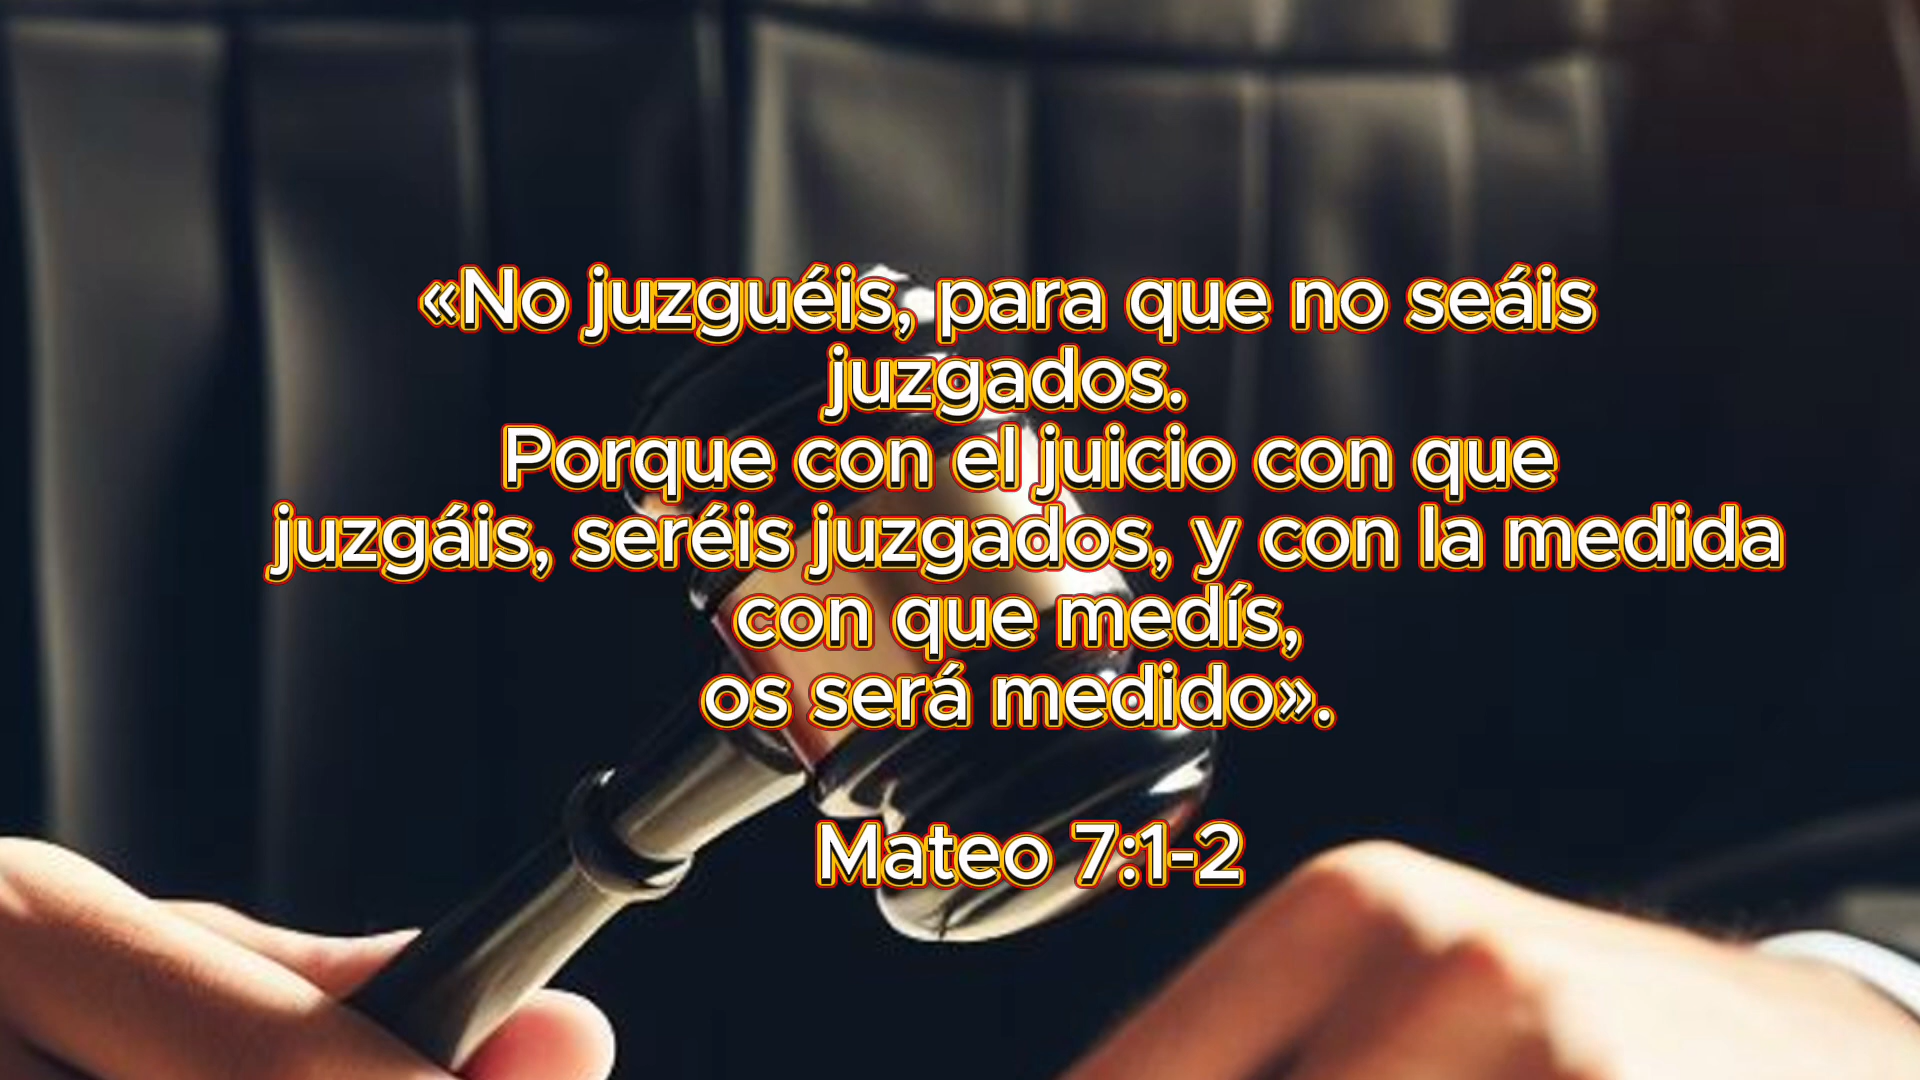 «No juzguéis, para que no seáis
juzgados.
Porque con el juicio con que
juzgáis, seréis juzgados, y con la medida
con que medís,
os será medido».
Mateo 7:1-2